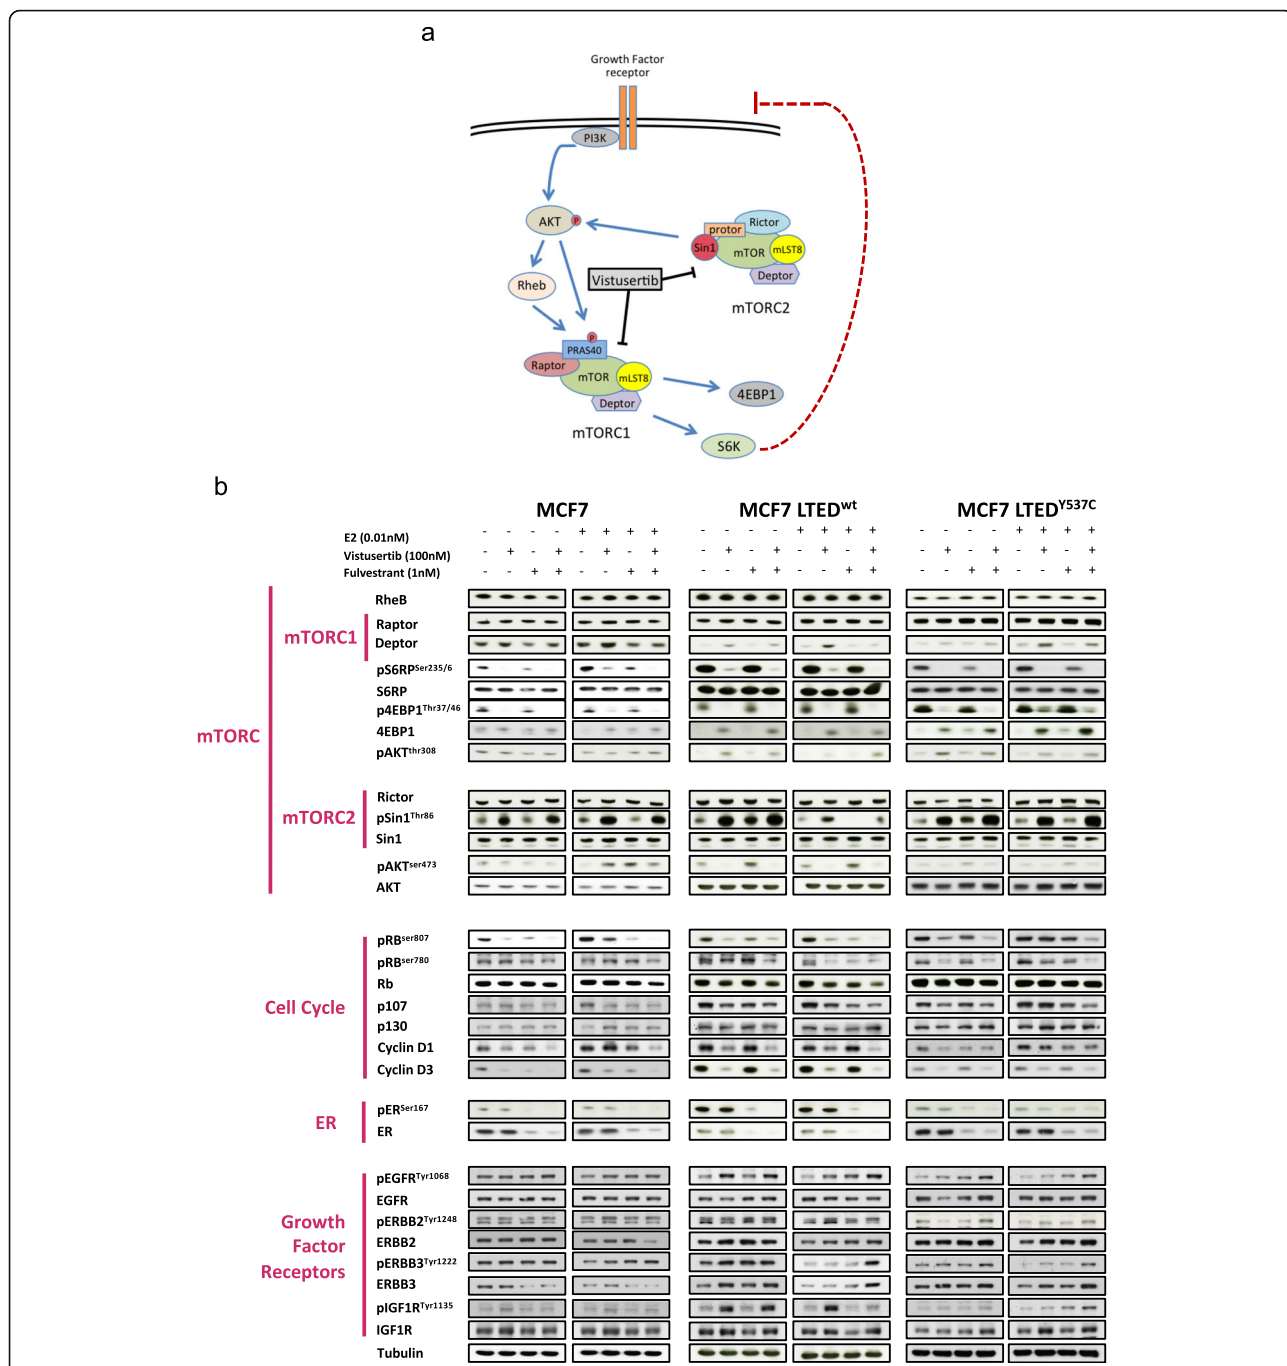 a
Growth Factor
receptor
PI3K
AKT
P
Rheb
protor
Rictor
Sin1
mTOR
mLST8
Deptor
mTORC2
Vistusertib
P
PRAS40
Raptor
mTOR
mLST8
Deptor
mTORC1
4EBP1
S6K
b
MCF7 MCF7 LTEDwt MCF7 LTEDY537C
E2 (0.01nM) - - - - + + + + - - - - + + + + - - - - + + + +
Vistusertib (100nM) - + - + - + - + - + - + - + - + - + - + - + - +
Fulvestrant (1nM) - - + + - - + + - - + + - - + + - - + + - - + +
mTORC
RheB
mTORC1
Raptor
Deptor
pS6RPSer235/6
S6RP
p4EBP1Thr37/46
4EBP1
pAKTthr308
mTORC2
Rictor
pSin1Thr86
Sin1
pAKTser473
AKT
Cell Cycle
pRBser807
pRBser780
Rb
p107
p130
Cyclin D1
Cyclin D3
ER
pERSer167
ER
Growth
Factor
Receptors
pEGFRTyr1068
EGFR
pERBB2Tyr1248
ERBB2
pERBB3Tyr1222
ERBB3
pIGF1RTyr1135
IGF1R
Tubulin